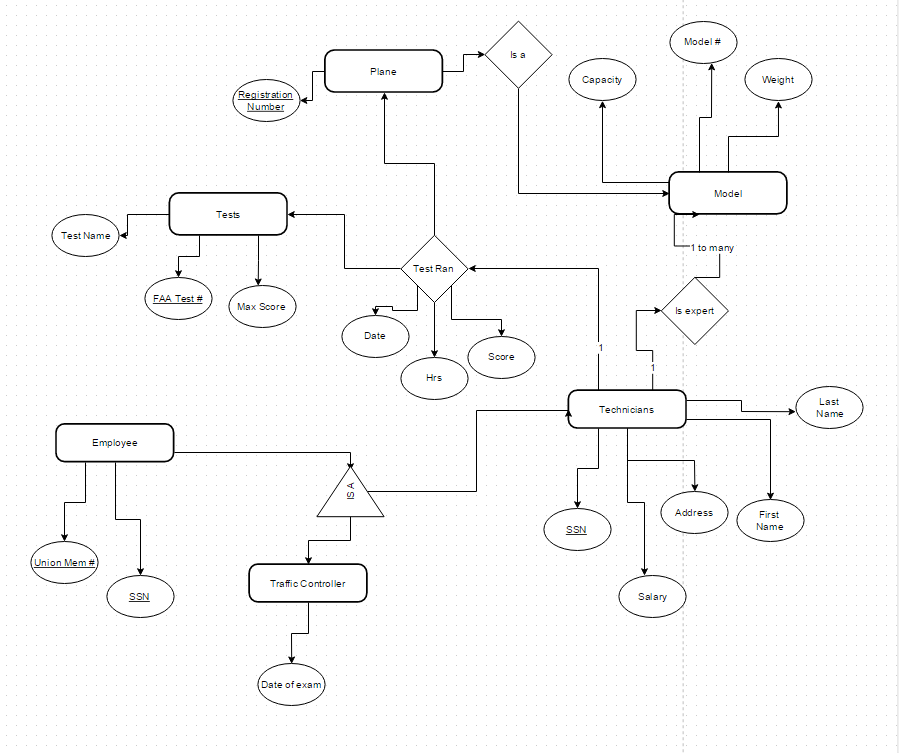 Model #
Plane
Is a
Capacity
Weight
Registration
Number
Model
Tests
Test Name
1 to many
Test Ran
FAA Test #
Max Score
Is expert
Date
Score
1
1
Hrs
Technicians
Last
Name
Employee
IS A
Address
First
Name
SSN
Union Mem #
Traffic Controller
SSN
Salary
Date of exam